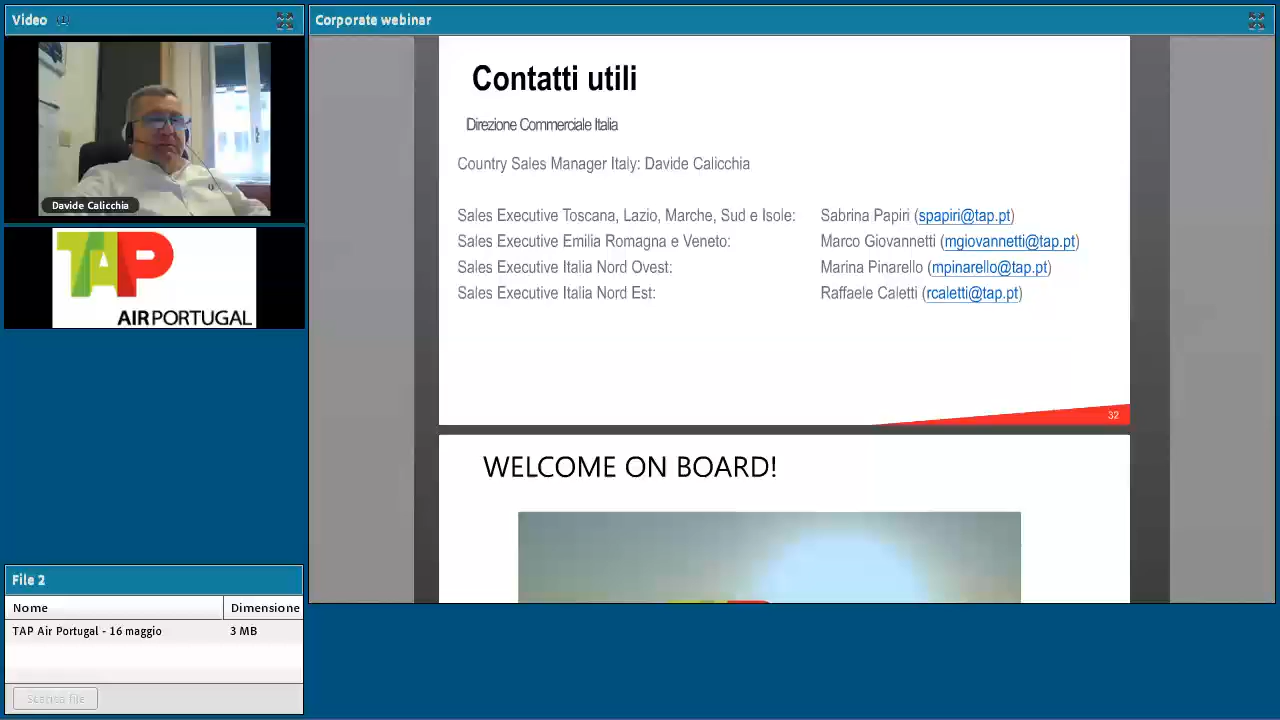 Video (1)
Davide Calicchia
TAP
AIRPORTUGAL
File 2
Nome Dimensione
TAP Air Portugal - 16 maggio 3 MB
Scarica file
Corporate webinar
Contatti utili
Direzione Commerciale Italia
Country Sales Manager Italy: Davide Calicchia
Sales Executive Toscana, Lazio, Marche, Sud e Isole: Sabrina Papiri (spapiri@tap.pt)
Sales Executive Emilia Romagna e Veneto: Marco Giovannetti (mgiovannetti@tap.pt)
Sales Executive Italia Nord Ovest: Marina Pinarello (mpinarello@tap.pt)
Sales Executive Italia Nord Est: Raffaele Caletti (rcaletti@tap.pt)
32
WELCOME ON BOARD!